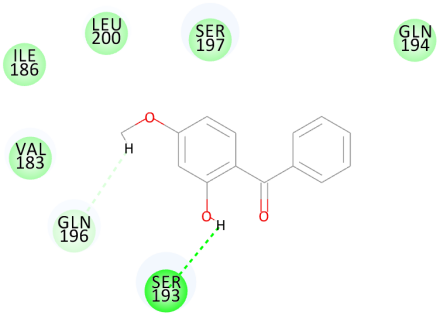 LEU
200
SER
197
GLN
194
ILE
186
O
H
VAL
183
GLN
196
O
H
O
SER
193